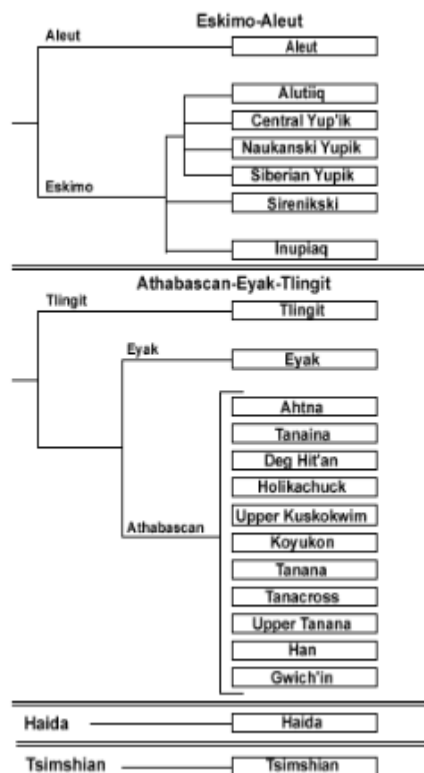 Eskimo-Aleut
Aleut
Aleut
Alutiiq
Central Yup'ik
Naukanski Yupik
Siberian Yupik
Eskimo
Sirenikski
Inupiaq
Athabascan-Eyak-Tlingit
Tlingit
Tlingit
Eyak
Eyak
Ahtna
Tanaina
Deg Hit'an
Holikachuck
Upper Kuskokwim
Athabascan
Koyukon
Tanana
Tanacross
Upper Tanana
Han
Gwich'in
Haida
Haida
Tsimshian
Tsimshian